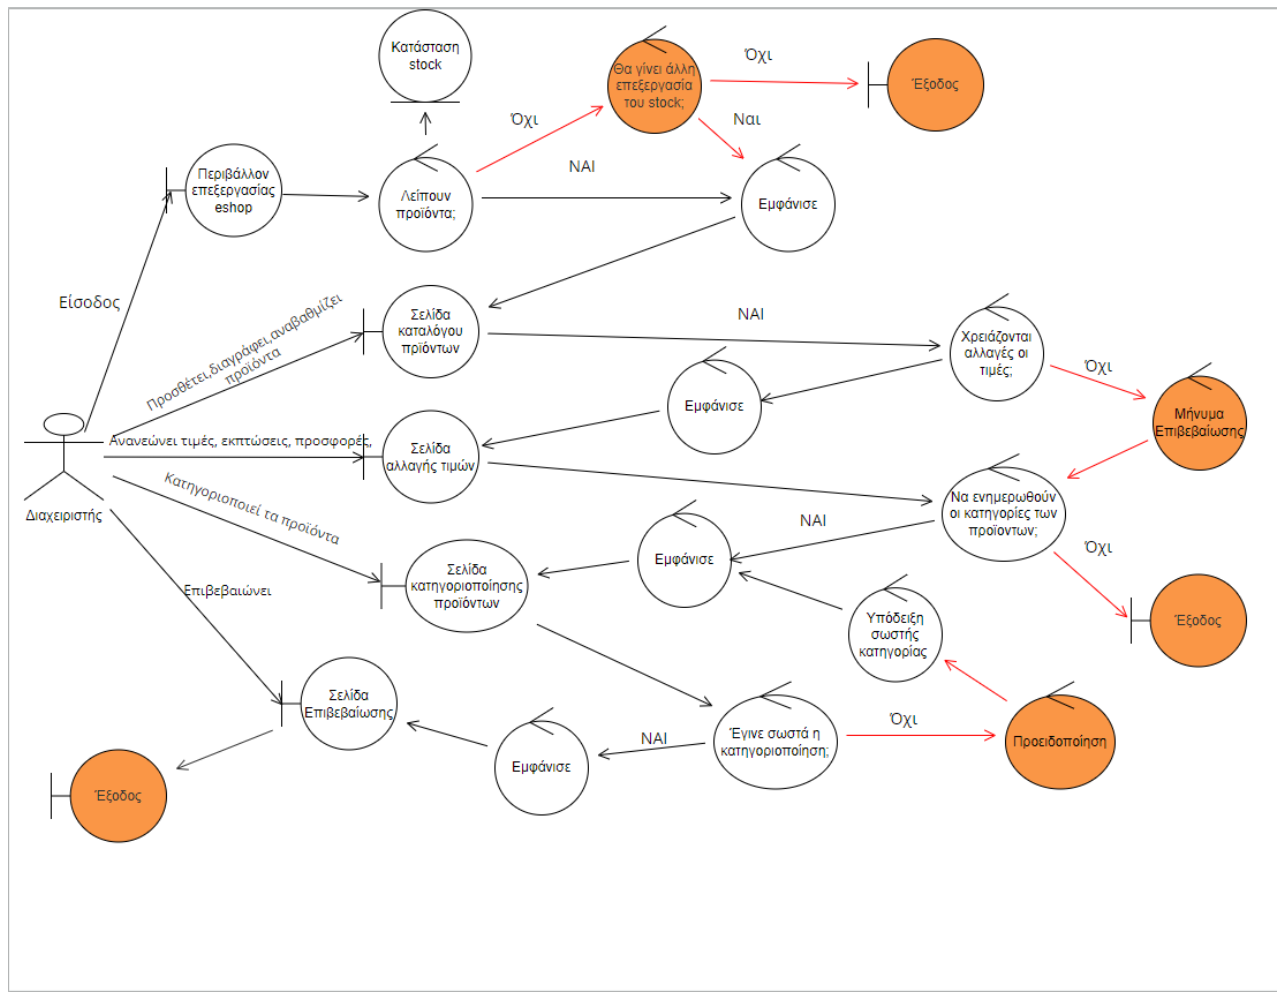 Κατάσταση
stock
Θα γίνει άλλη
επεξεργασία
του stock;
Όχι
Έξοδος
Όχι
Ναι
Περιβάλλον
επεξεργασίας
eshop
Λείπουν
προϊόντα;
ΝΑΙ
Εμφάνισε
Είσοδος
Προσθέτει,διαγράφει,αναβαθμίζει
προϊόντα
Σελίδα
καταλόγου
πρϊόντων
ΝΑΙ
Χρειάζονται
αλλαγές οι
τιμές;
Όχι
Εμφάνισε
Μήνυμα
Επιβεβαίωσης
Ανανεώνει τιμές, εκπτώσεις, προσφορές,
Σελίδα
αλλαγής τιμών
Διαχειριστής
Κατηγοριοποιεί τα προϊόντα
Να ενημερωθούν
οι κατηγορίες των
προϊοντων;
ΝΑΙ
Όχι
Εμφάνισε
Σελίδα
κατηγοριοποίησης
προϊόντων
Επιβεβαιώνει
Υπόδειξη
σωστής
κατηγορίας
Έξοδος
Σελίδα
Επιβεβαίωσης
Έγινε σωστά η
κατηγοριοποίηση;
Όχι
Προειδοποίηση
ΝΑΙ
Εμφάνισε
Έξοδος